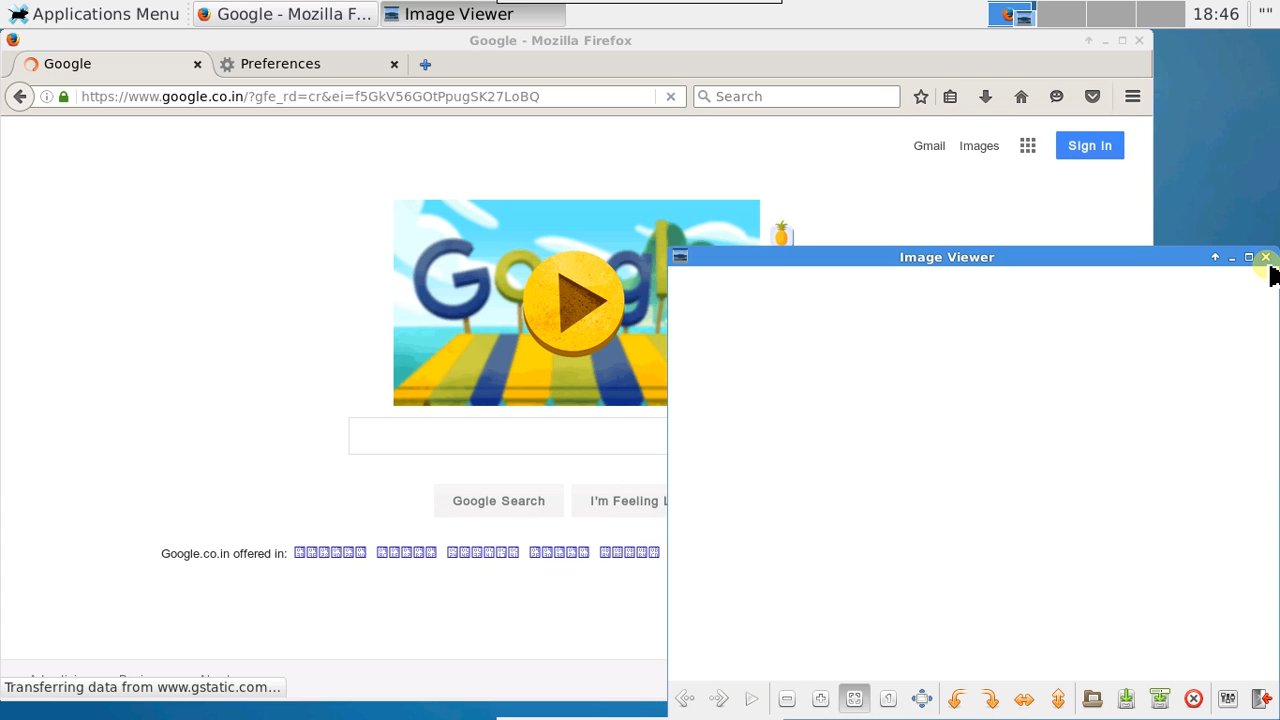 Applications Menu
Google - Mozilla F...
Image Viewer
18:46
""
Google - Mozilla Firefox
Google
Preferences
https://www.google.co.in/?gfe_rd=cr&ei=f5GkV56GOtPpugSK27LoBQ
Search
Gmail
Images
Sign in
Google
Image Viewer
Google Search
I'm Feeling L
Google.co.in offered in:
Transferring data from www.gstatic.com...